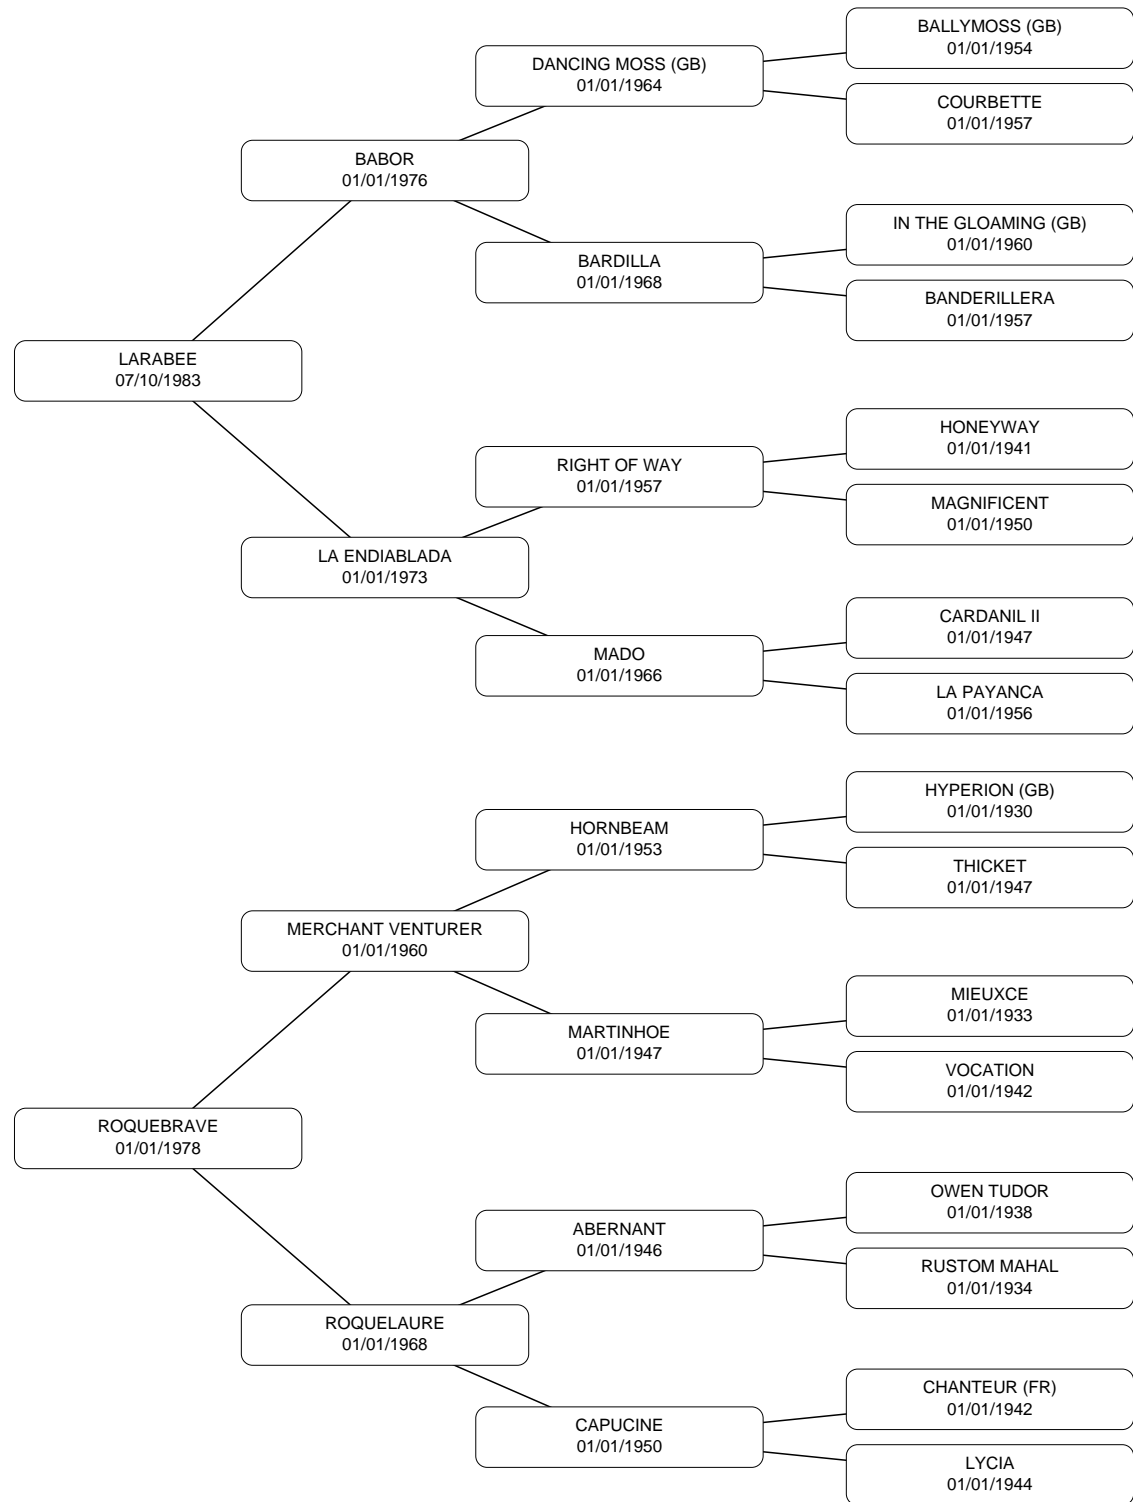 BALLYMOSS (GB)
01/01/1954
DANCING MOSS (GB)
01/01/1964
COURBETTE
01/01/1957
BABOR
01/01/1976
IN THE GLOAMING (GB)
01/01/1960
BARDILLA
01/01/1968
BANDERILLERA
01/01/1957
LARABEE
07/10/1983
HONEYWAY
01/01/1941
RIGHT OF WAY
01/01/1957
MAGNIFICENT
01/01/1950
LA ENDIABLADA
01/01/1973
CARDANIL II
01/01/1947
MADO
01/01/1966
LA PAYANCA
01/01/1956
HYPERION (GB)
01/01/1930
HORNBEAM
01/01/1953
THICKET
01/01/1947
MERCHANT VENTURER
01/01/1960
MIEUXCE
01/01/1933
MARTINHOE
01/01/1947
VOCATION
01/01/1942
ROQUEBRAVE
01/01/1978
OWEN TUDOR
01/01/1938
ABERNANT
01/01/1946
RUSTOM MAHAL
01/01/1934
ROQUELAURE
01/01/1968
CHANTEUR (FR)
01/01/1942
CAPUCINE
01/01/1950
LYCIA
01/01/1944